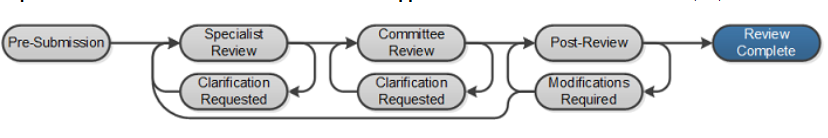 Pre-Submission
Specialist
Review
Committee
Review
Post-Review
Review
Complete
Clarification
Requested
Clarification
Requested
Modifications
Required